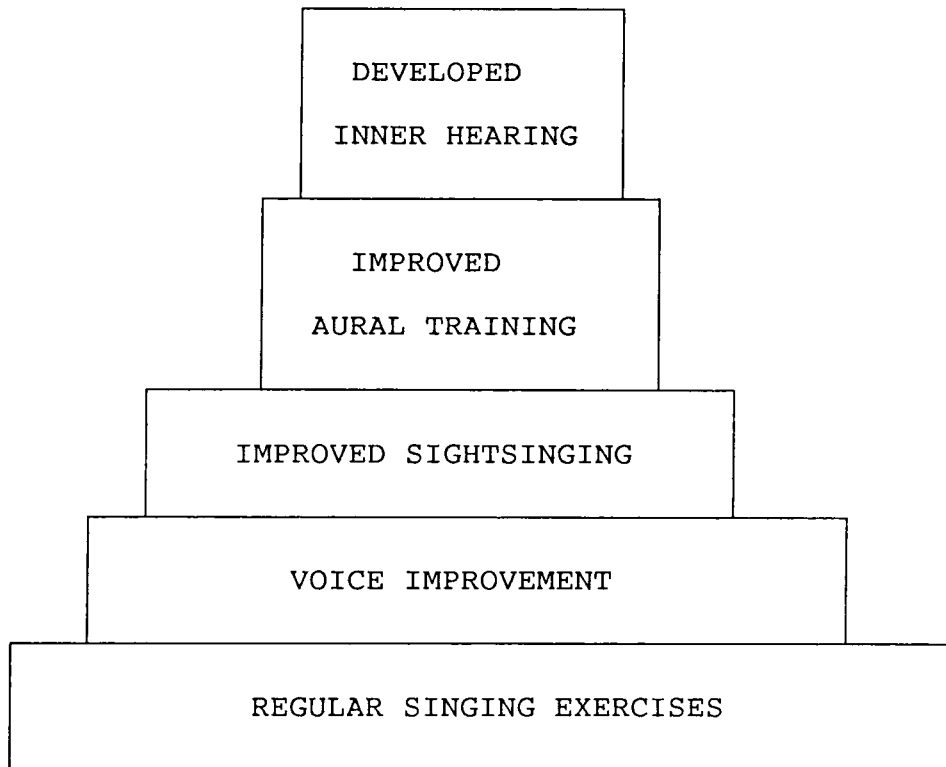 DEVELOPED
INNER HEARING
IMPROVED
AURAL TRAINING
IMPROVED SIGHTSINGING
VOICE IMPROVEMENT
REGULAR SINGING EXERCISES